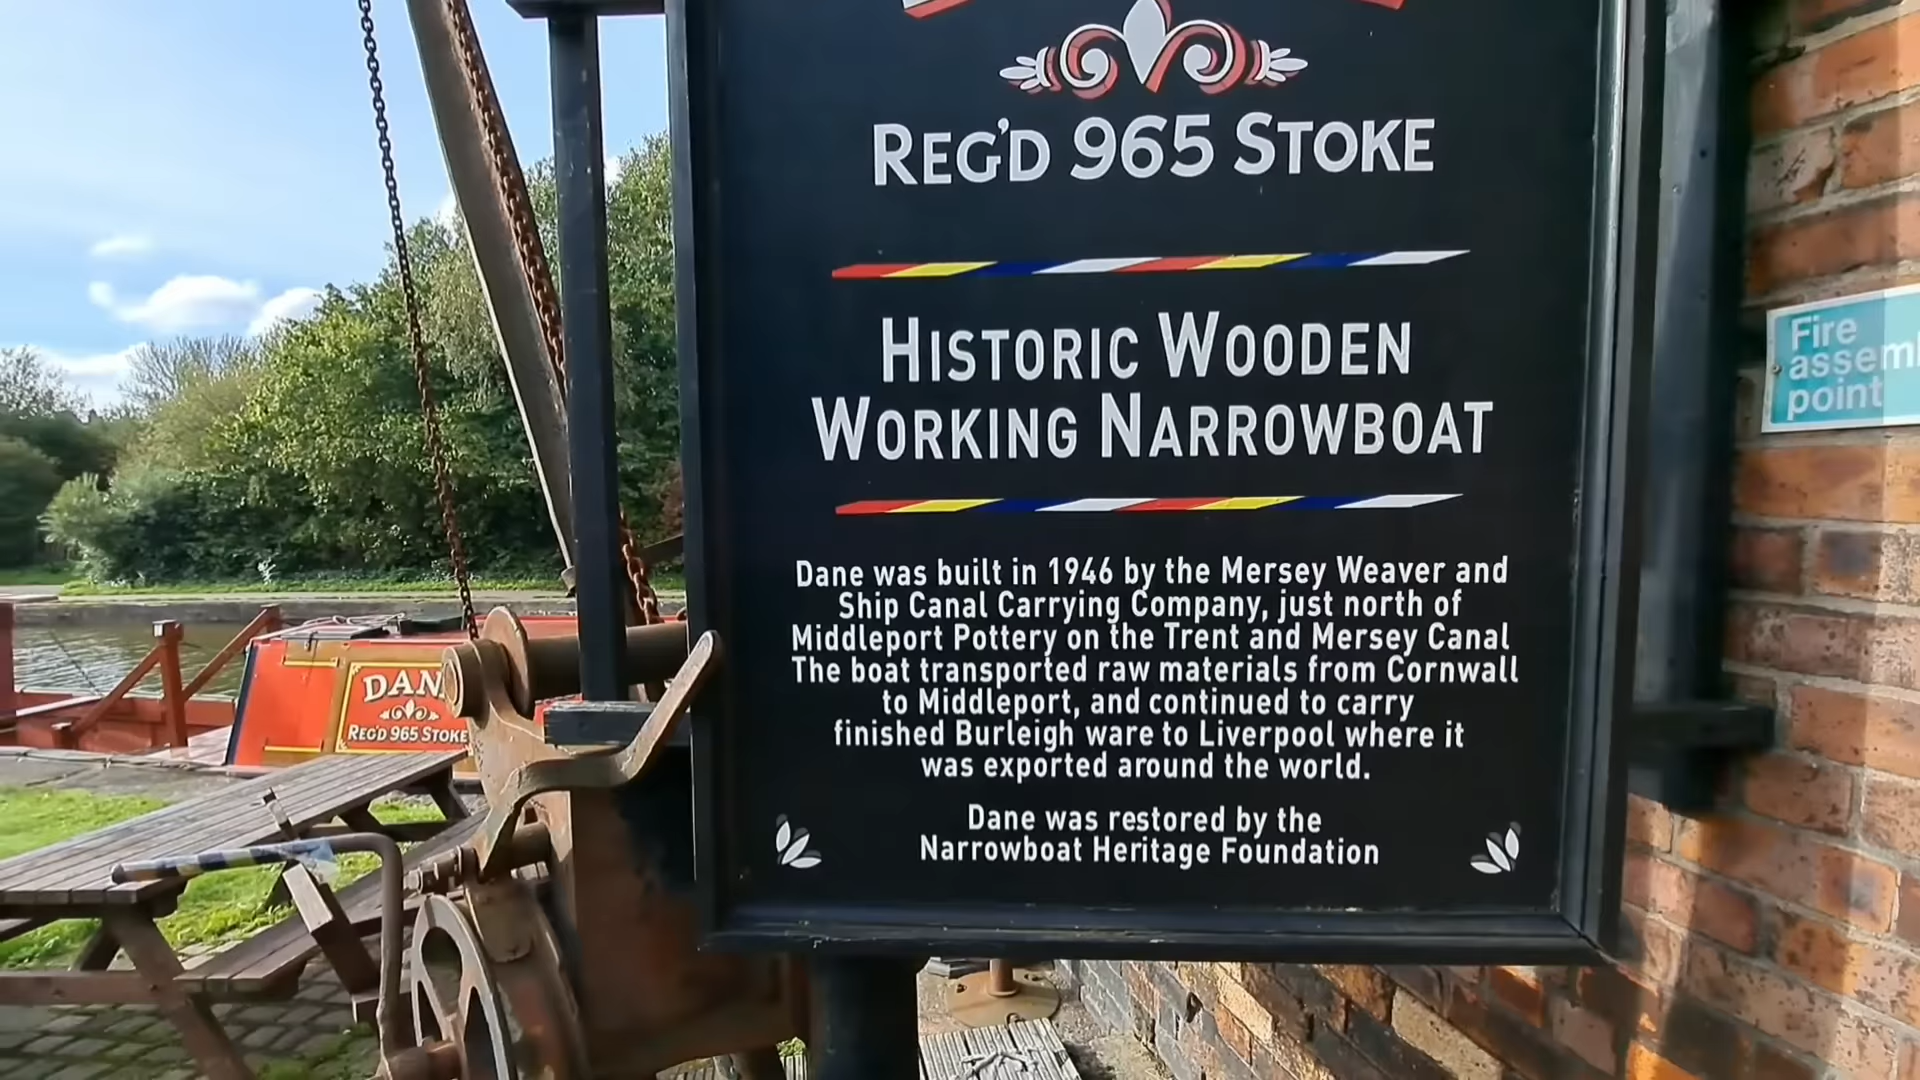 REG'D 965 STOKE
HISTORIC WOODEN
WORKING NARROWBOAT
Dane was built in 1946 by the Mersey Weaver and
Ship Canal Carrying Company, just north of
Middleport Pottery on the Trent and Mersey Canal
The boat transported raw materials from Cornwall
to Middleport, and continued to carry
finished Burleigh ware to Liverpool where it
was exported around the world.
Dane was restored by the
Narrowboat Heritage Foundation
Fire
point
REG'D 965 STOKE